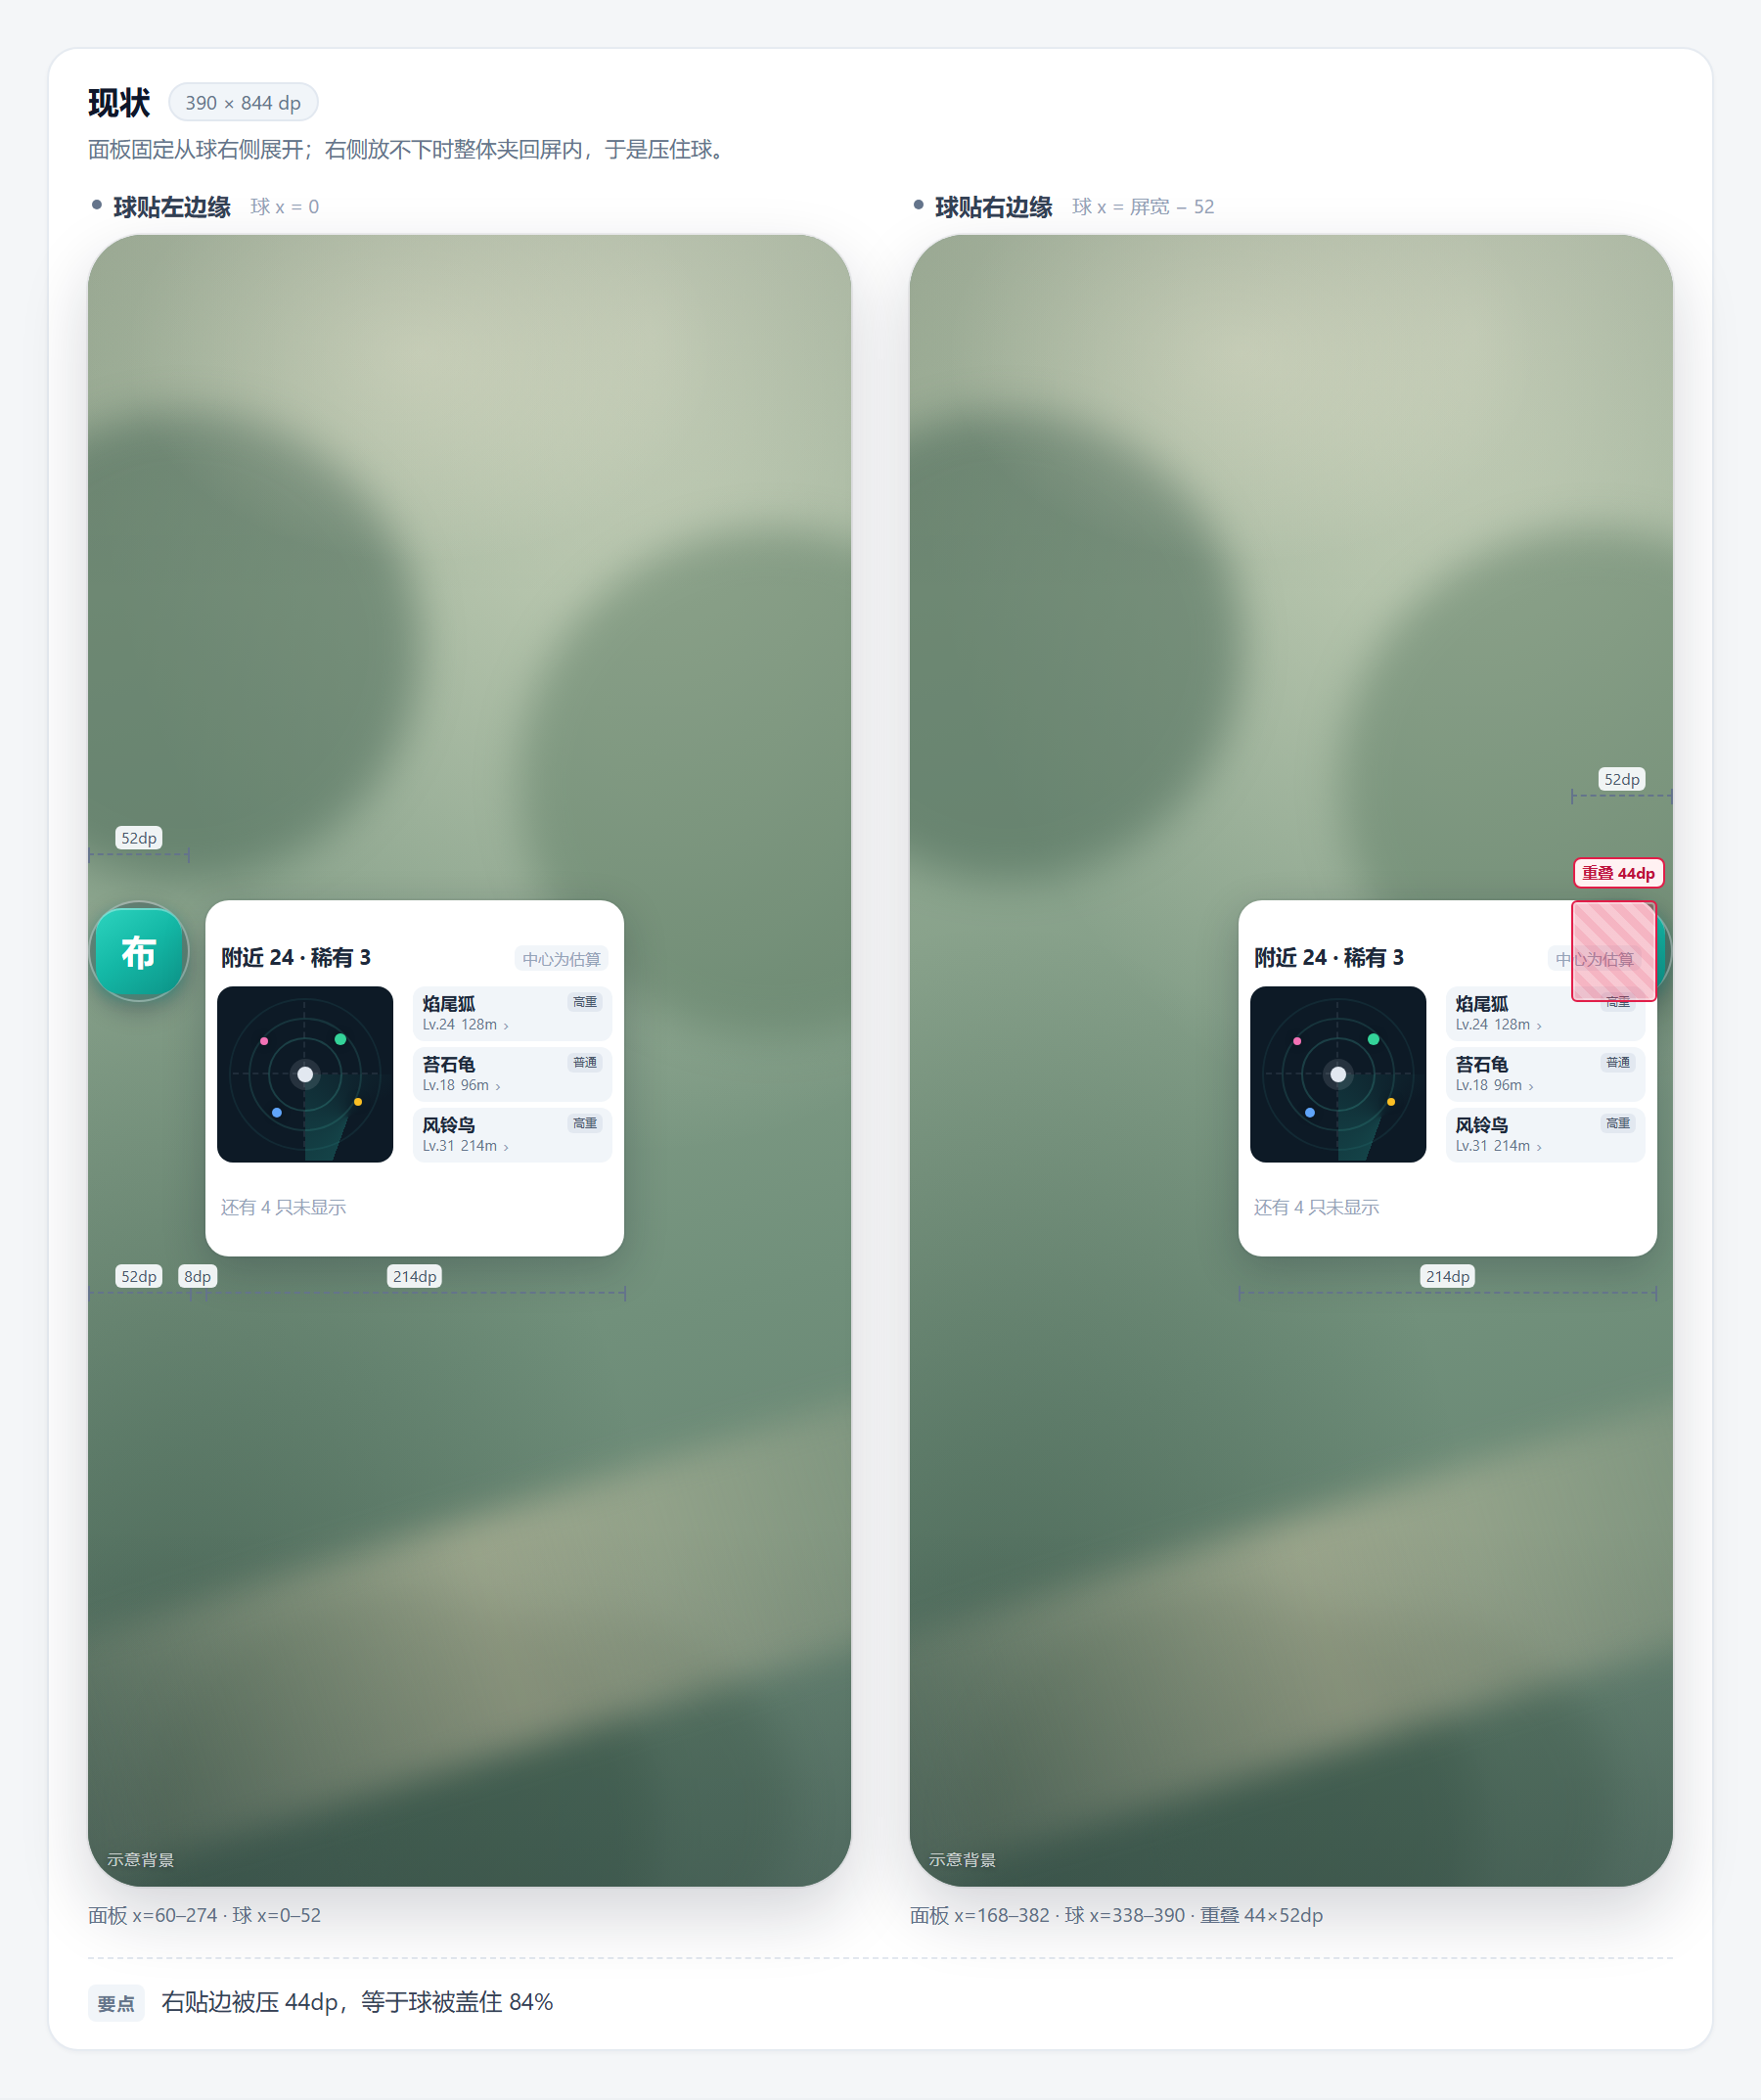 现状 390 × 844 dp
面板固定从球右侧展开；右侧放不下时整体夹回屏内，于是压住球。
球贴左边缘 球 x = 0
52dp
布
附近 24 · 稀有 3 中心为估算
焰尾狐 高重
Lv.24 128m ›
苔石龟 普通
Lv.18 96m ›
风铃鸟 高重
Lv.31 214m ›
还有 4 只未显示
52dp 8dp 214dp
示意背景
面板 x=60–274 · 球 x=0–52
球贴右边缘 球 x = 屏宽 − 52
52dp
重叠 44dp
附近 24 · 稀有 3 中心为估算
焰尾狐 高重
Lv.24 128m ›
苔石龟 普通
Lv.18 96m ›
风铃鸟 高重
Lv.31 214m ›
还有 4 只未显示
214dp
示意背景
面板 x=168–382 · 球 x=338–390 · 重叠 44×52dp
要点 右贴边被压 44dp，等于球被盖住 84%